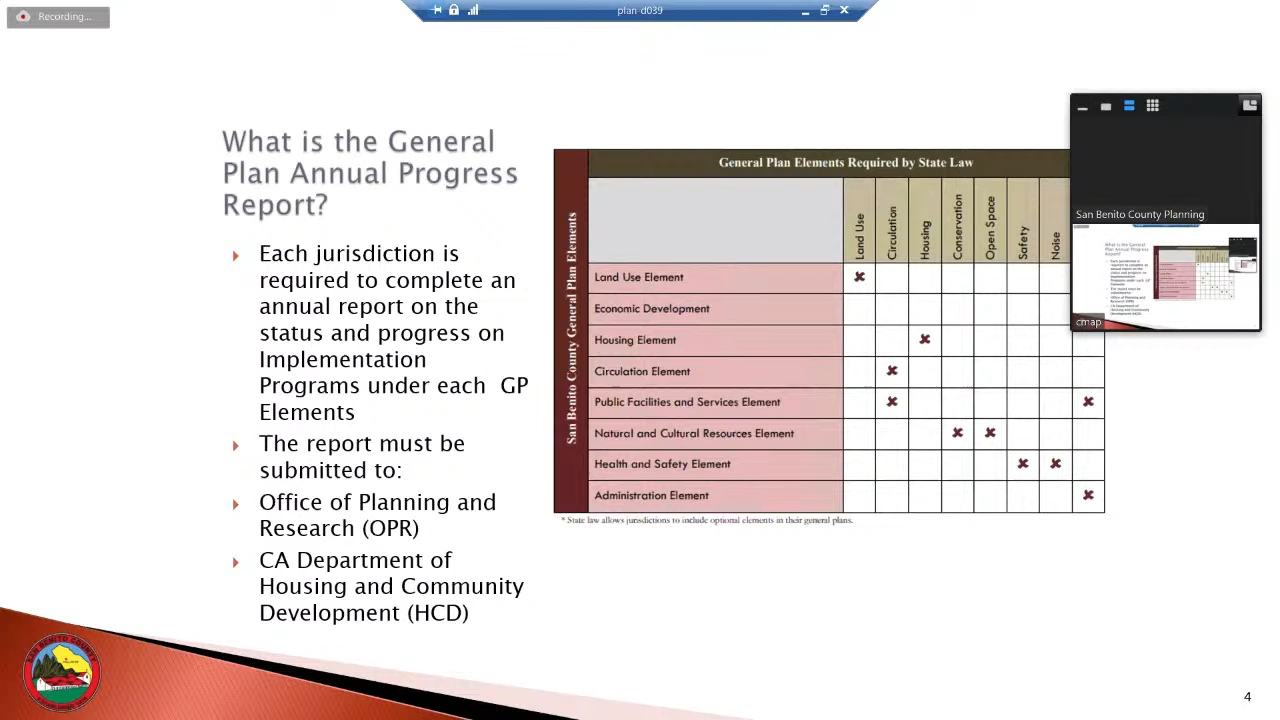 Recording...
plan-d039
What is the General
Plan Annual Progress
Report?
Each jurisdiction is
required to complete an
annual report on the
status and progress on
Implementation
Programs under each GP
Elements
The report must be
submitted to:
Office of Planning and
Research (OPR)
CA Department of
Housing and Community
Development (HCD)
General Plan Elements Required by State Law
San Benito County General Plan Elements
Land Use
Circulation
Housing
Conservation
Open Space
Safety
Noise
Land Use Element
Economic Development
Housing Element
Circulation Element
Public Facilities and Services Element
Natural and Cultural Resources Element
Health and Safety Element
Administration Element
* State law allows jurisdictions to include optional elements in their general plans.
San Benito County Planning
cmap
4